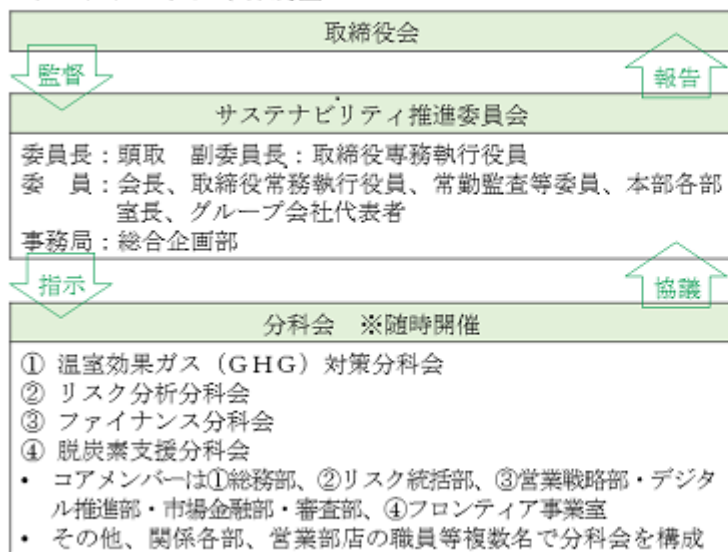 取締役会
監督
報告
サステナビリティ推進委員会
委員長：頭取　副委員長：取締役専務執行役員
委　員：会長、取締役常務執行役員、常勤監査等委員、本部各部
室長、グループ会社代表者
事務局：総合企画部
指示
協議
分科会　※随時開催
① 温室効果ガス（GHG）対策分科会
② リスク分析分科会
③ ファイナンス分科会
④ 脱炭素支援分科会
• コアメンバーは①総務部、②リスク統括部、③営業戦略部・デジタ
ル推進部・市場金融部・審査部、④フロンティア事業室
• その他、関係各部、営業部店の職員等複数名で分科会を構成